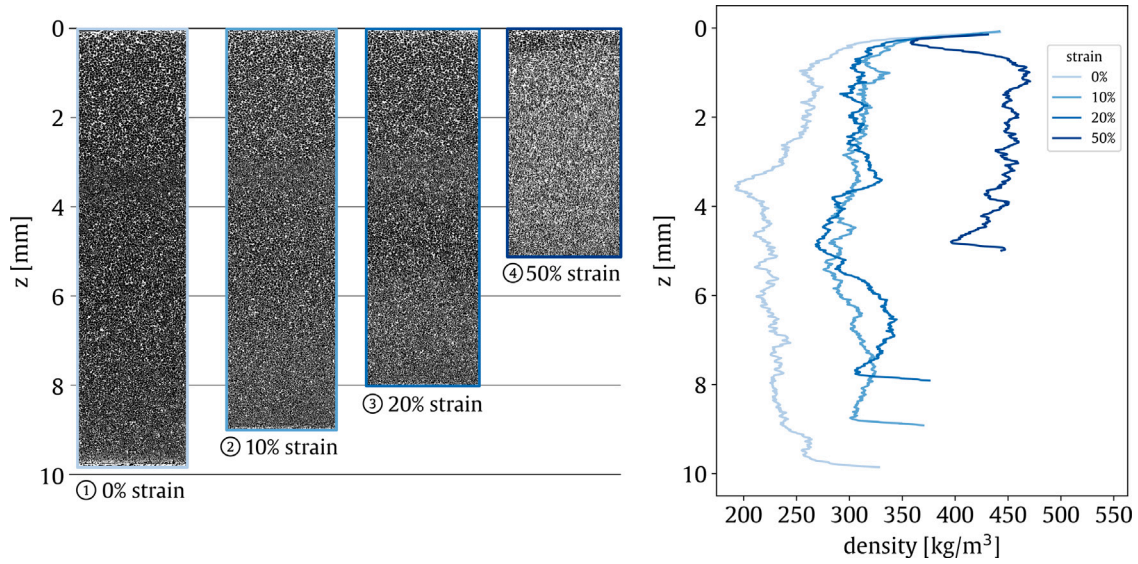 0
2
4
6
8
10
z [mm]
① 0% strain
② 10% strain
③ 20% strain
④ 50% strain
0
2
4
6
8
10
z [mm]
200 250 300 350 400 450 500 550
density [kg/m³]
strain
0%
10%
20%
50%